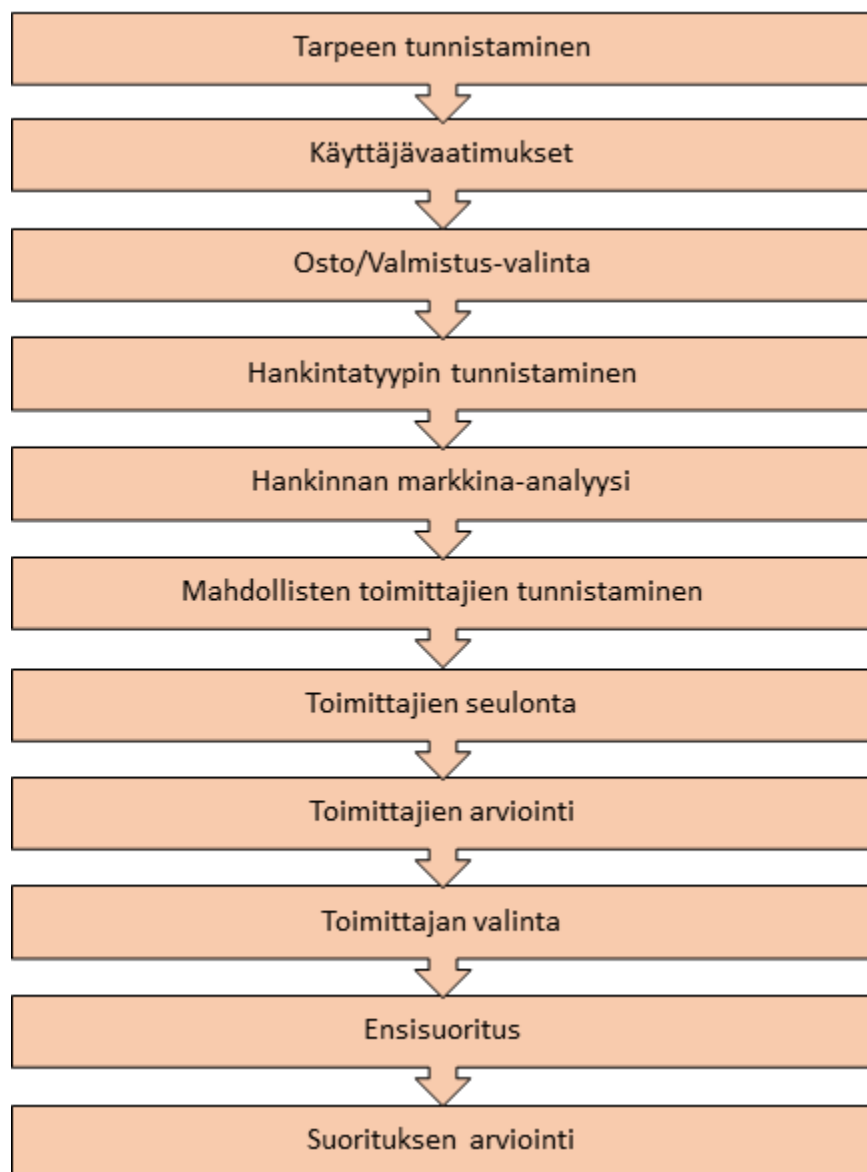 Tarpeen tunnistaminen
Käyttäjävaatimukset
Osto/Valmistus-valinta
Hankintatyypin tunnistaminen
Hankinnan markkina-analyysi
Mahdollisten toimittajien tunnistaminen
Toimittajien seulonta
Toimittajien arviointi
Toimittajan valinta
Ensisuoritus
Suorituksen arviointi